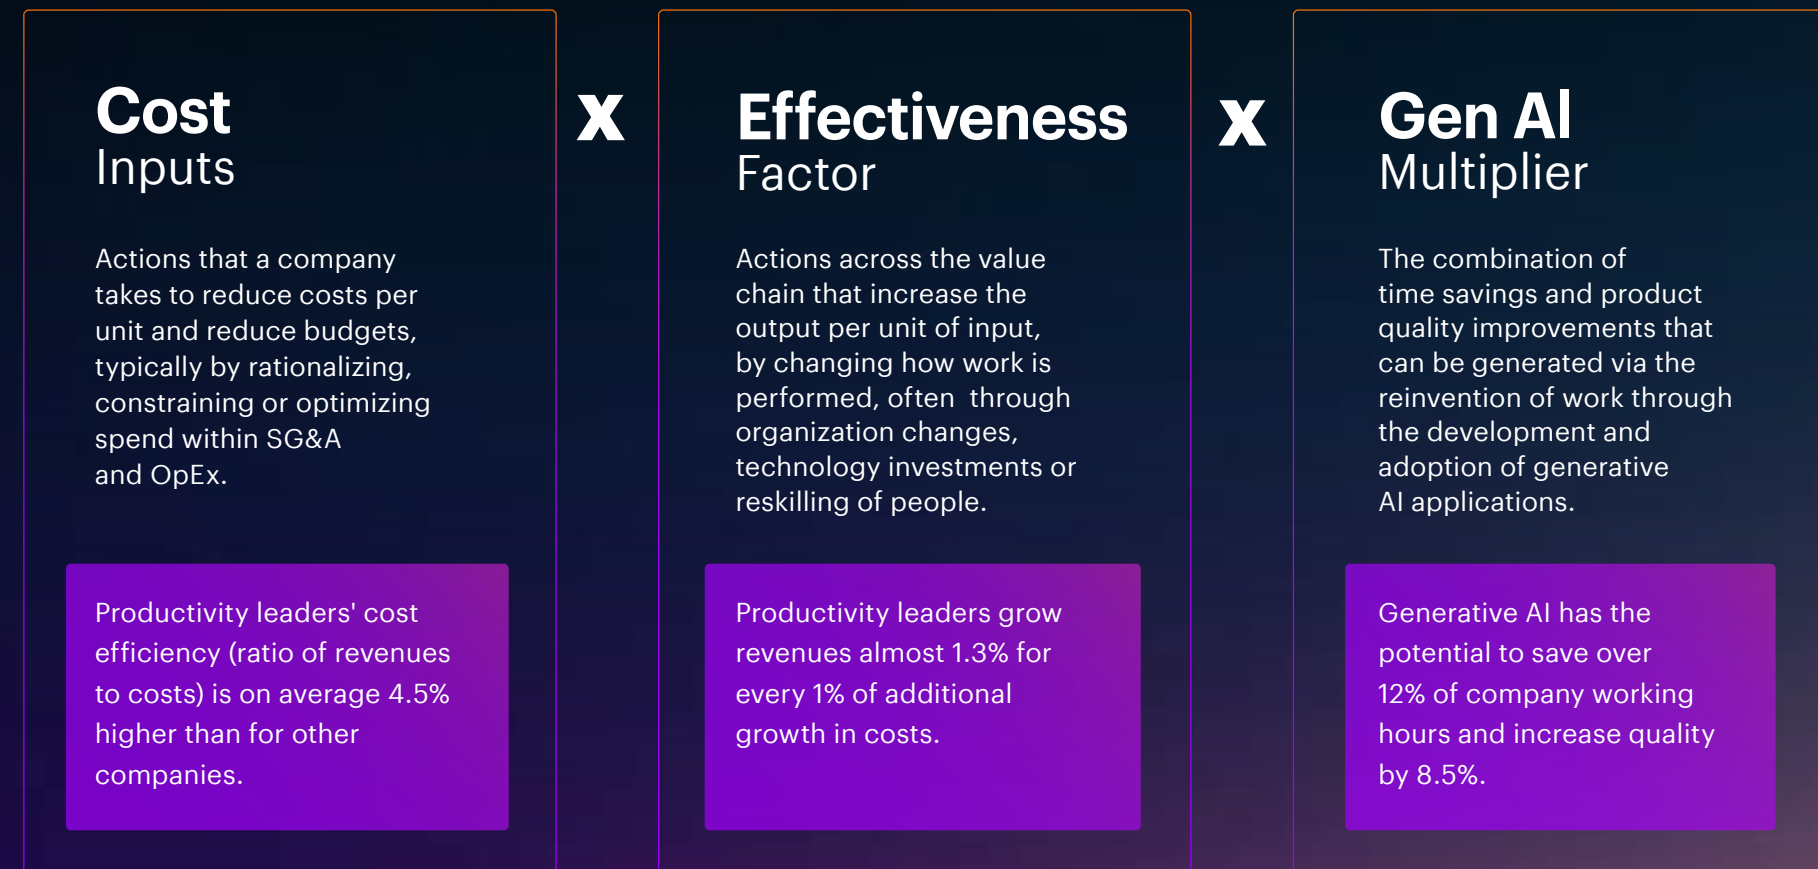 Cost
Inputs
Actions that a company
takes to reduce costs per
unit and reduce budgets,
typically by rationalizing,
constraining or optimizing
spend within SG&A
and OpEx.
Productivity leaders' cost
efficiency (ratio of revenues
to costs) is on average 4.5%
higher than for other
companies.
x
Effectiveness
Factor
Actions across the value
chain that increase the
output per unit of input,
by changing how work is
performed, often  through
organization changes,
technology investments or
reskilling of people.
Productivity leaders grow
revenues almost 1.3% for
every 1% of additional
growth in costs.
x
Gen AI
Multiplier
The combination of
time savings and product
quality improvements that
can be generated via the
reinvention of work through
the development and
adoption of generative
AI applications.
Generative AI has the
potential to save over
12% of company working
hours and increase quality
by 8.5%.